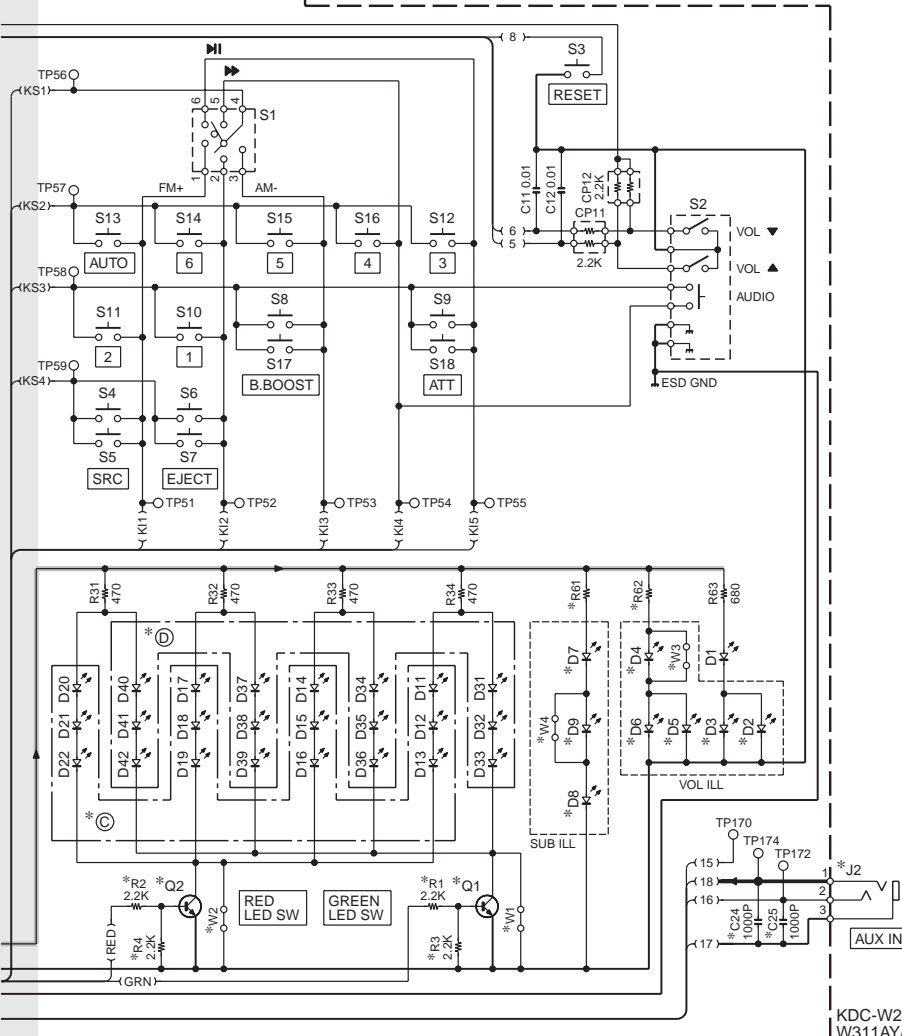 8
S3
RESET
TP56
KS1
6 5 4
S1
1 2 3
FM+ AM-
C11 0.01
C12 0.01
CP12
2.2K
CP11
2.2K
6
5
S2
VOL ▼
VOL ▲
AUDIO
ESD GND
TP57
KS2
S13 S14 S15 S16 S12
AUTO 6 5 4 3
TP58
KS3
S11 S10 S8 S9
2 1 S17 S18
B.BOOST ATT
TP59
KS4
S4 S6
S5 S7
SRC EJECT
TP51 TP52 TP53 TP54 TP55
KI1 KI2 KI3 KI4 KI5
R31 470 R32 470 R33 470 R34 470 *R61 *R62 R63 680
*Ⓓ
D20 D40 D17 D37 D14 D34 D11 D31
D21 D41 D18 D38 D15 D35 D12 D32
D22 D42 D19 D39 D16 D36 D13 D33
*Ⓒ
*D7
*W4 *D9
*D8
SUB ILL
*D4 *W3 D1
*D6 *D5 *D3 *D2
VOL ILL
*R2
2.2K
*Q2
*R4
2.2K
*W2
RED
LED SW
GREEN
LED SW
*R1
2.2K
*Q1
*R3
2.2K
*W1
RED
GRN
TP170
TP174
TP172
15
18
16
17
*C24
1000P
*C25
1000P
1
2
3
*J2
AUX IN
KDC-W2
W311AY